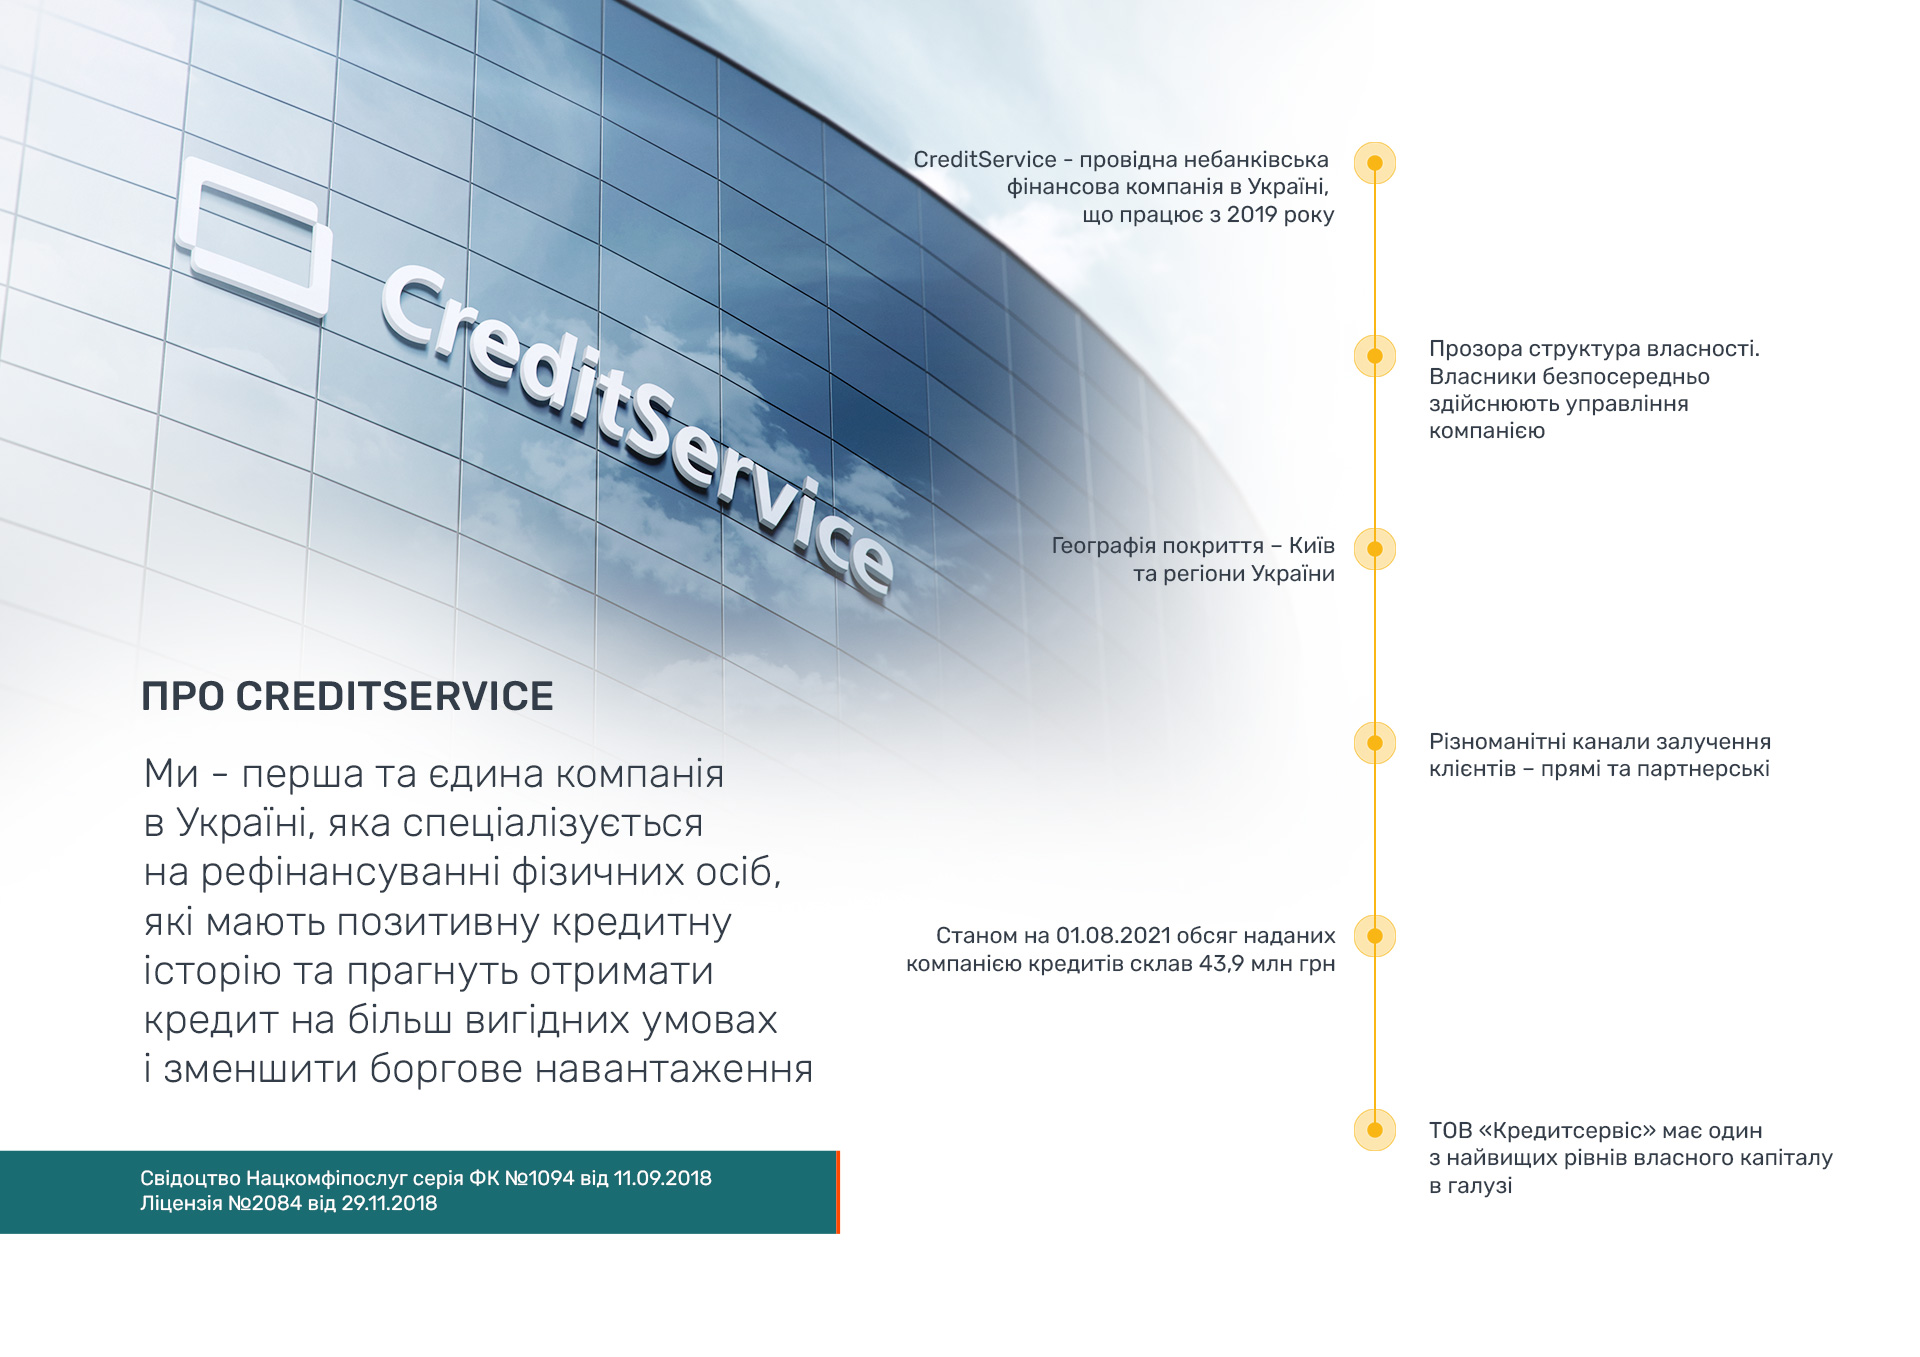 CreditService
ПРО CREDITSERVICE
Ми - перша та єдина компанія
в Україні, яка спеціалізується
на рефінансуванні фізичних осіб,
які мають позитивну кредитну
історію та прагнуть отримати
кредит на більш вигідних умовах
і зменшити боргове навантаження
Свідоцтво Нацкомфіпослуг серія ФК №1094 від 11.09.2018
Ліцензія №2084 від 29.11.2018
CreditService - провідна небанківська
фінансова компанія в Україні,
що працює з 2019 року
Прозора структура власності.
Власники безпосередньо
здійснюють управління
компанією
Географія покриття – Київ
та регіони України
Різноманітні канали залучення
клієнтів – прямі та партнерські
Станом на 01.08.2021 обсяг наданих
компанією кредитів склав 43,9 млн грн
ТОВ «Кредитсервіс» має один
з найвищих рівнів власного капіталу
в галузі